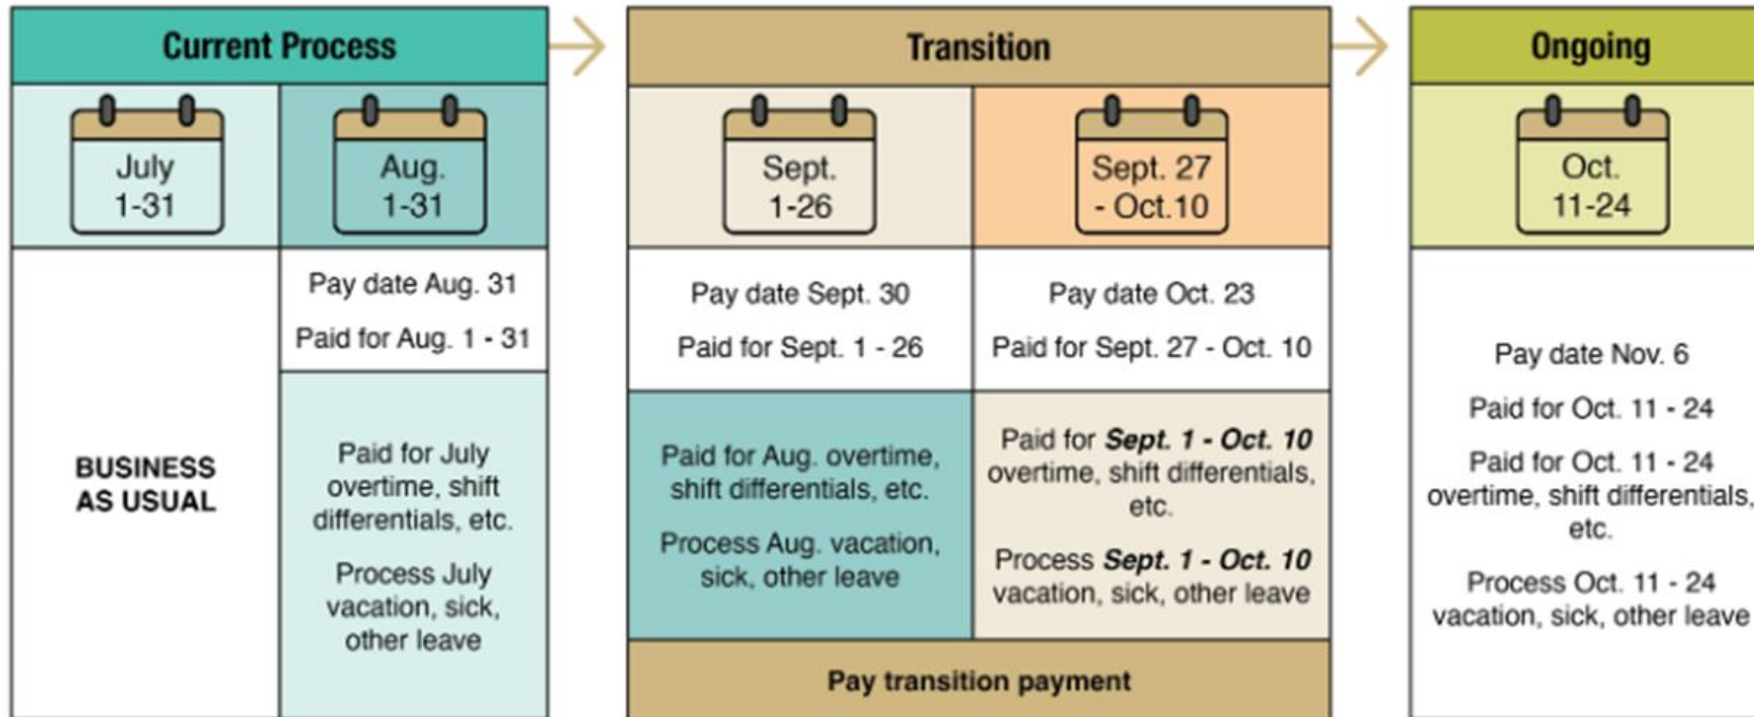 Current Process
July
1-31
Aug.
1-31
BUSINESS
AS USUAL
Pay date Aug. 31
Paid for Aug. 1 - 31
Paid for July
overtime, shift
differentials, etc.
Process July
vacation, sick,
other leave
Transition
Sept.
1-26
Sept. 27
- Oct.10
Pay date Sept. 30
Paid for Sept. 1 - 26
Paid for Aug. overtime,
shift differentials, etc.
Process Aug. vacation,
sick, other leave
Pay date Oct. 23
Paid for Sept. 27 - Oct. 10
Paid for Sept. 1 - Oct. 10
overtime, shift differentials,
etc.
Process Sept. 1 - Oct. 10
vacation, sick, other leave
Pay transition payment
Ongoing
Oct.
11-24
Pay date Nov. 6
Paid for Oct. 11 - 24
Paid for Oct. 11 - 24
overtime, shift differentials,
etc.
Process Oct. 11 - 24
vacation, sick, other leave